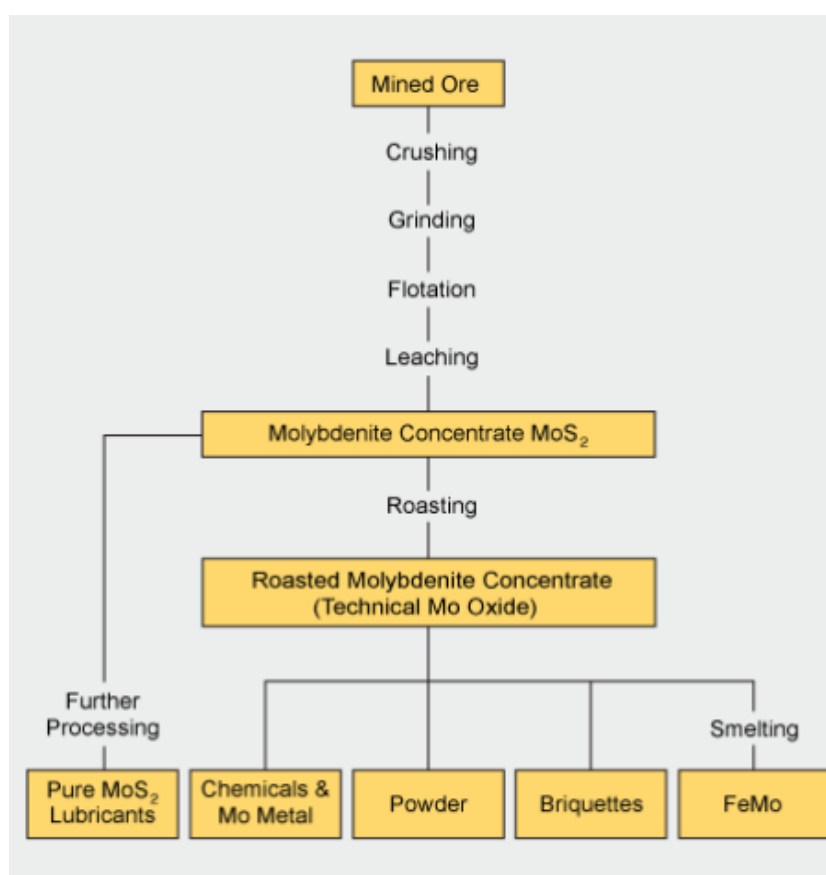 Mined Ore
Crushing
Grinding
Flotation
Leaching
Molybdenite Concentrate MoS₂
Roasting
Roasted Molybdenite Concentrate
(Technical Mo Oxide)
Further
Processing
Smelting
Pure MoS₂
Lubricants
Chemicals &
Mo Metal
Powder
Briquettes
FeMo